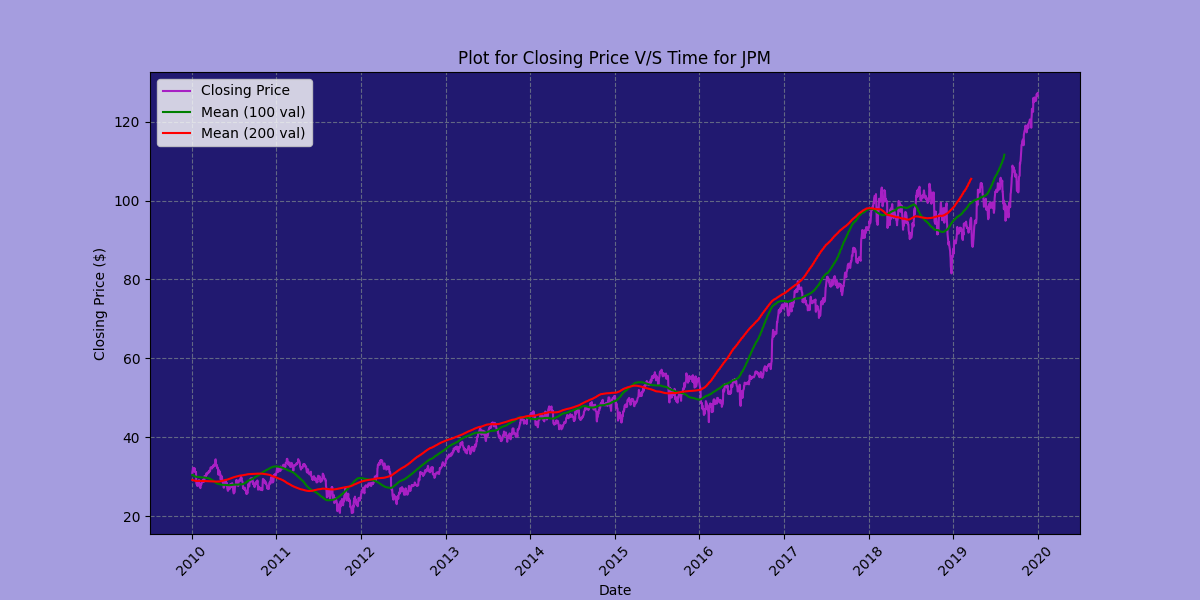 Plot for Closing Price V/S Time for JPM
Closing Price
Mean (100 val)
Mean (200 val)
Closing Price ($)
120
100
80
60
40
20
2010 2011 2012 2013 2014 2015 2016 2017 2018 2019 2020
Date